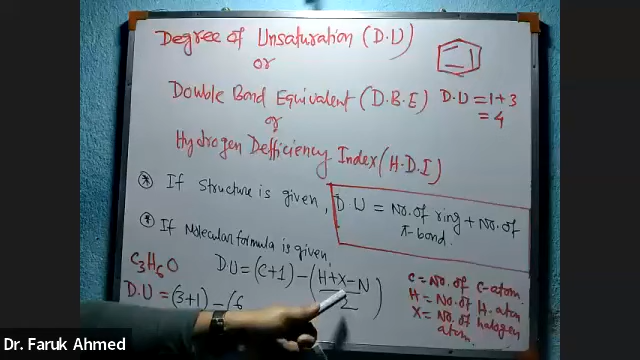 Degree of Unsaturation (D.U)
or
Double Bond Equivalent (D.B.E)
or
Hydrogen Defficiency Index (H.D.I)
D.U = 1 + 3
= 4
If structure is given,
D U = No. of ring + No. of
π-bond.
If Molecular formula is given,
DU = (C+1) - (H+X-N
2)
C3H6O
D.U = (3+1) - (6
C = No. of C-atom.
H = No. of H. atom
X = No. of halogen
atom.
Dr. Faruk Ahmed